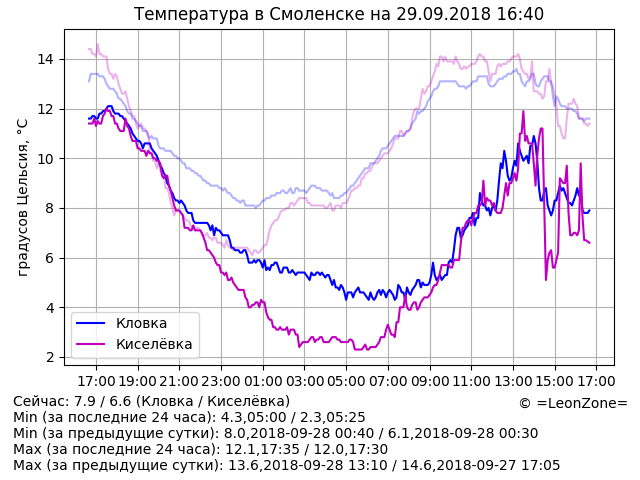 Температура в Смоленске на 29.09.2018 16:40
градусов Цельсия, °C
14
12
10
8
6
4
2
Кловка
Киселёвка
17:00 19:00 21:00 23:00 01:00 03:00 05:00 07:00 09:00 11:00 13:00 15:00 17:00
Сейчас: 7.9 / 6.6 (Кловка / Киселёвка)
© =LeonZone=
Min (за последние 24 часа): 4.3,05:00 / 2.3,05:25
Min (за предыдущие сутки): 8.0,2018-09-28 00:40 / 6.1,2018-09-28 00:30
Max (за последние 24 часа): 12.1,17:35 / 12.0,17:30
Max (за предыдущие сутки): 13.6,2018-09-28 13:10 / 14.6,2018-09-27 17:05